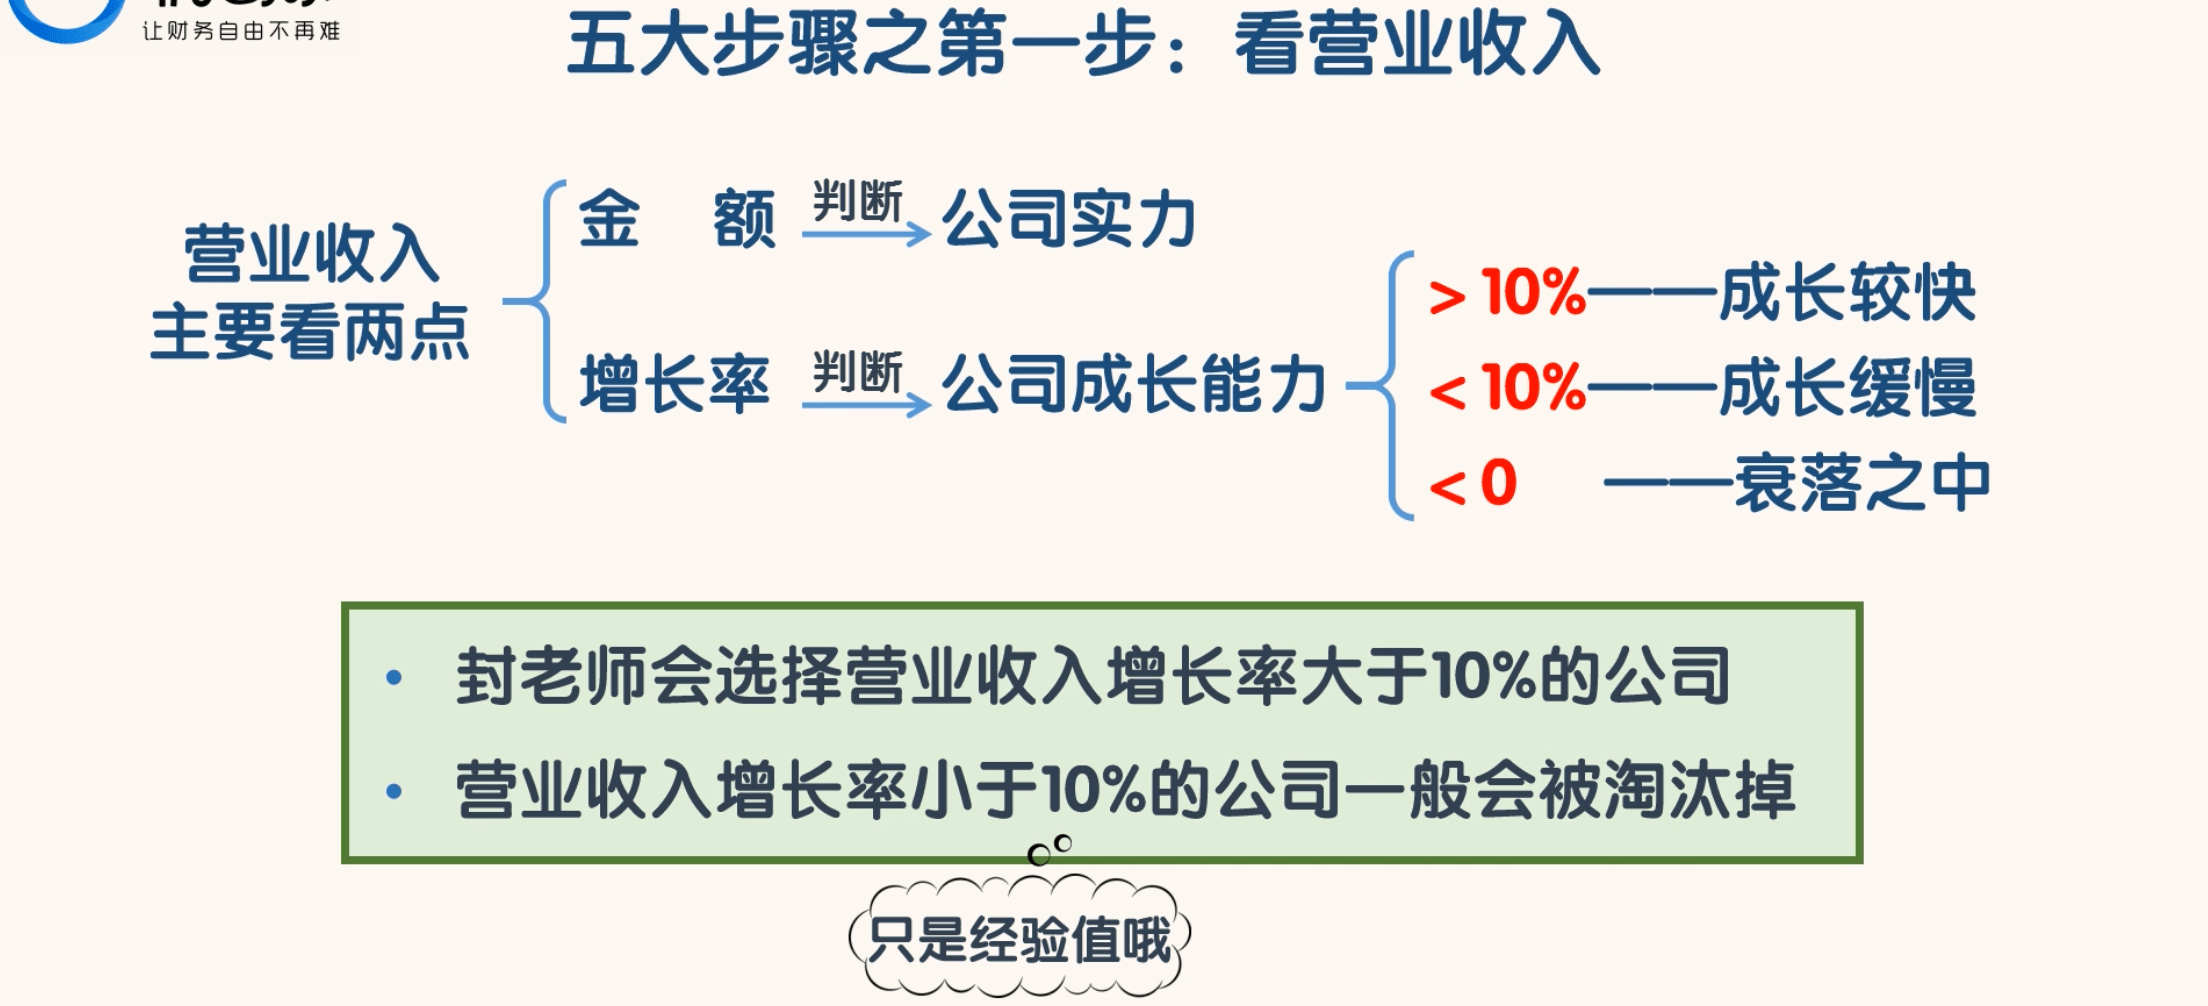 让财务自由不再难
五大步骤之第一步：看营业收入
营业收入
主要看两点
金 额 判断 公司实力
增长率 判断 公司成长能力
> 10%——成长较快
< 10%——成长缓慢
< 0 ——衰落之中
• 封老师会选择营业收入增长率大于10%的公司
• 营业收入增长率小于10%的公司一般会被淘汰掉
只是经验值哦